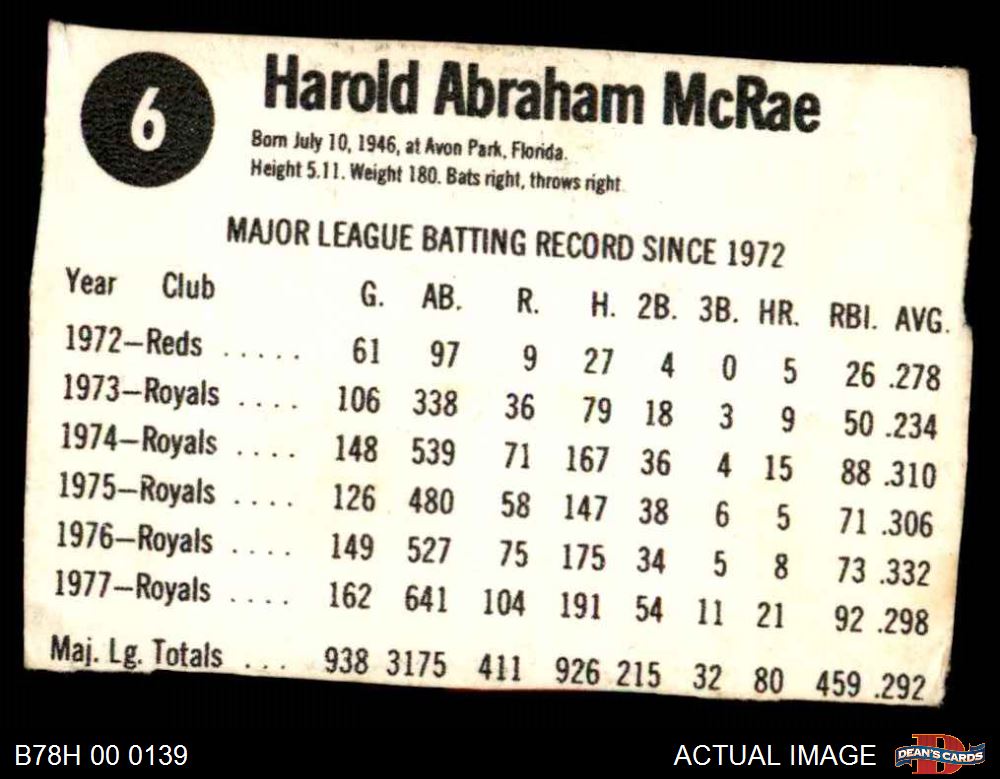 6
Harold Abraham McRae
Born July 10, 1946, at Avon Park, Florida.
Height 5.11. Weight 180. Bats right, throws right
MAJOR LEAGUE BATTING RECORD SINCE 1972
Year Club G. AB. R. H. 2B. 3B. HR. RBI. AVG.
1972—Reds ..... 61 97 9 27 4 0 5 26 .278
1973—Royals .... 106 338 36 79 18 3 9 50 .234
1974—Royals .... 148 539 71 167 36 4 15 88 .310
1975—Royals .... 126 480 58 147 38 6 5 71 .306
1976—Royals .... 149 527 75 175 34 5 8 73 .332
1977—Royals .... 162 641 104 191 54 11 21 92 .298
Maj. Lg. Totals ... 938 3175 411 926 215 32 80 459 .292
B78H 00 0139
ACTUAL IMAGE
DEAN'S CARDS